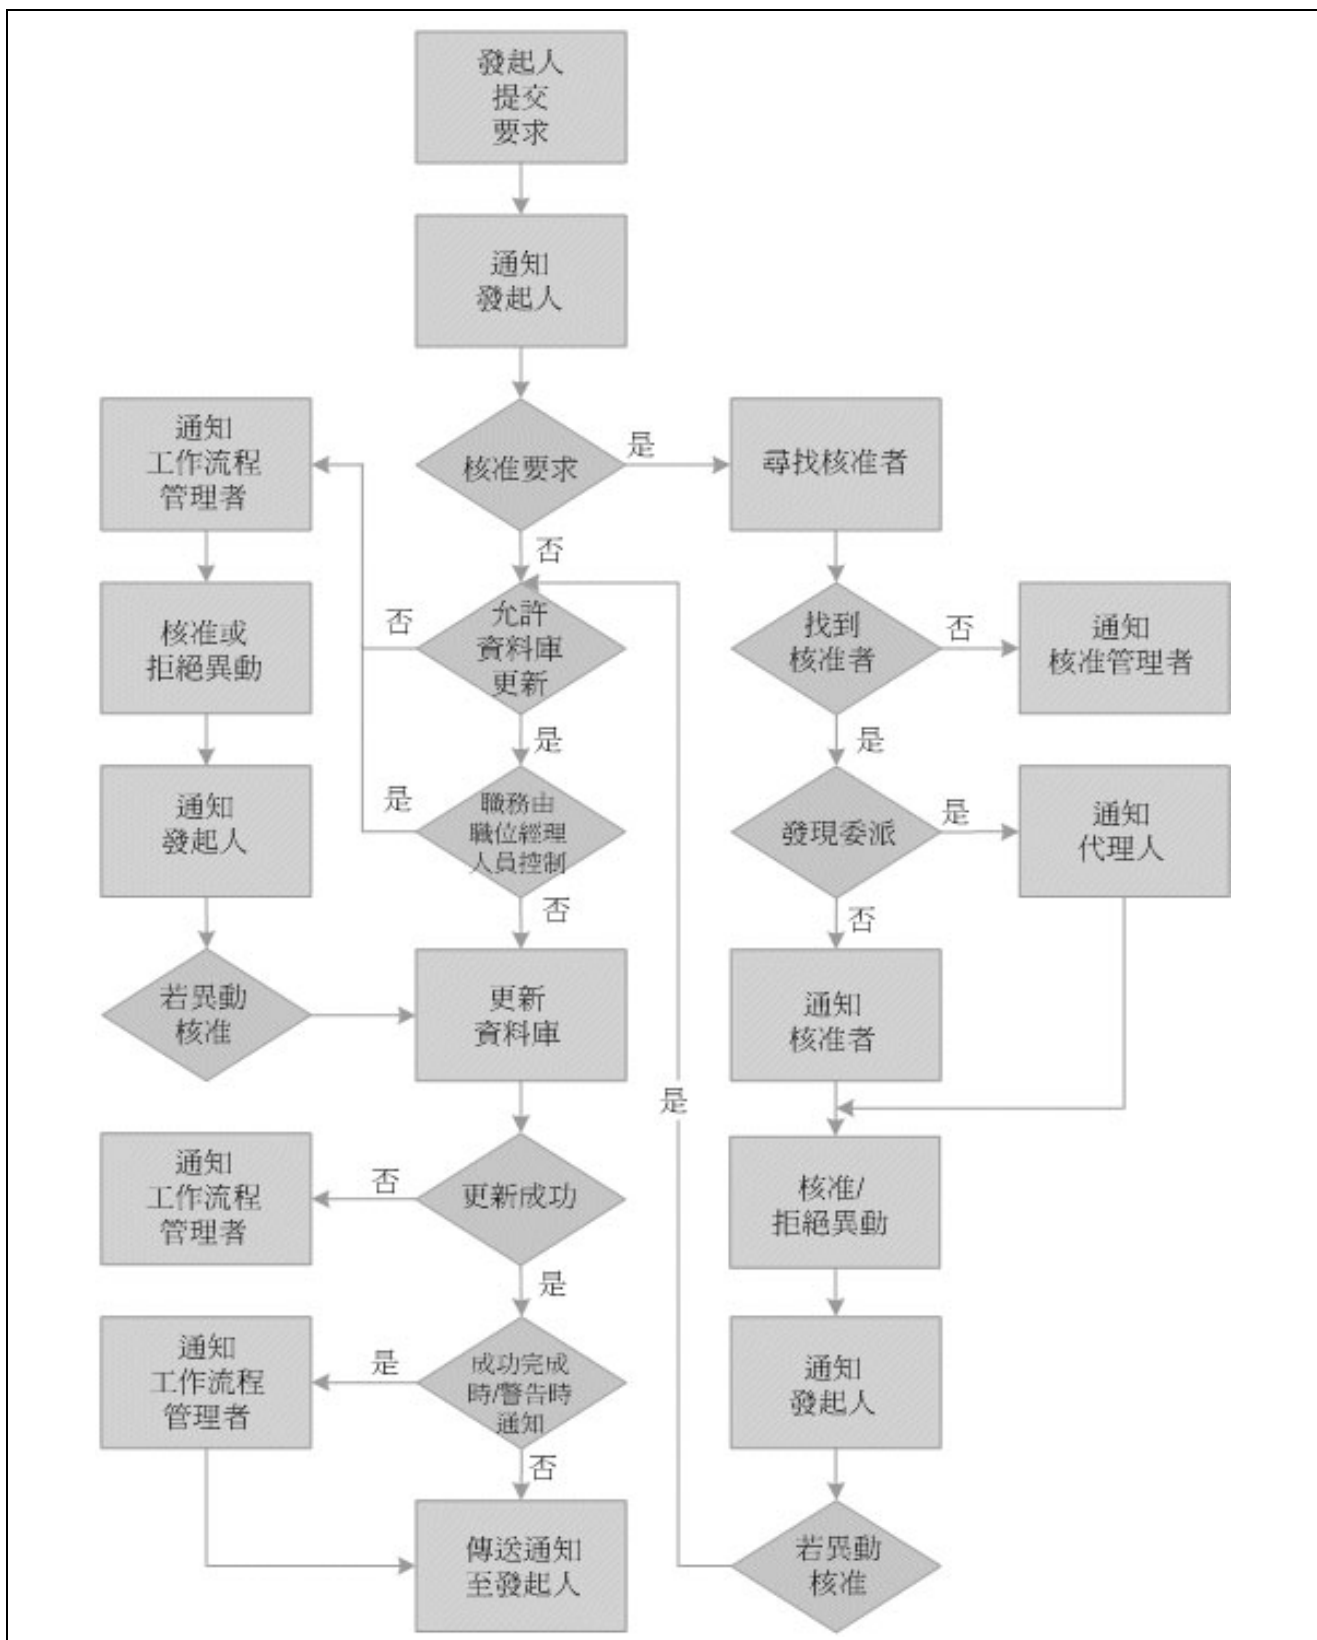 發起人
提交
要求
通知
發起人
通知
工作流程
管理者
核准要求
是
尋找核准者
否
核准或
拒絕異動
否
允許
資料庫
更新
找到
核准者
否
通知
核准管理者
是
是
通知
發起人
是
職務由
職位經理
人員控制
發現委派
是
通知
代理人
否
否
若異動
核准
更新
資料庫
通知
核准者
是
通知
工作流程
管理者
否
更新成功
核准/
拒絕異動
是
通知
工作流程
管理者
是
成功完成
時/警告時
通知
通知
發起人
否
傳送通知
至發起人
若異動
核准